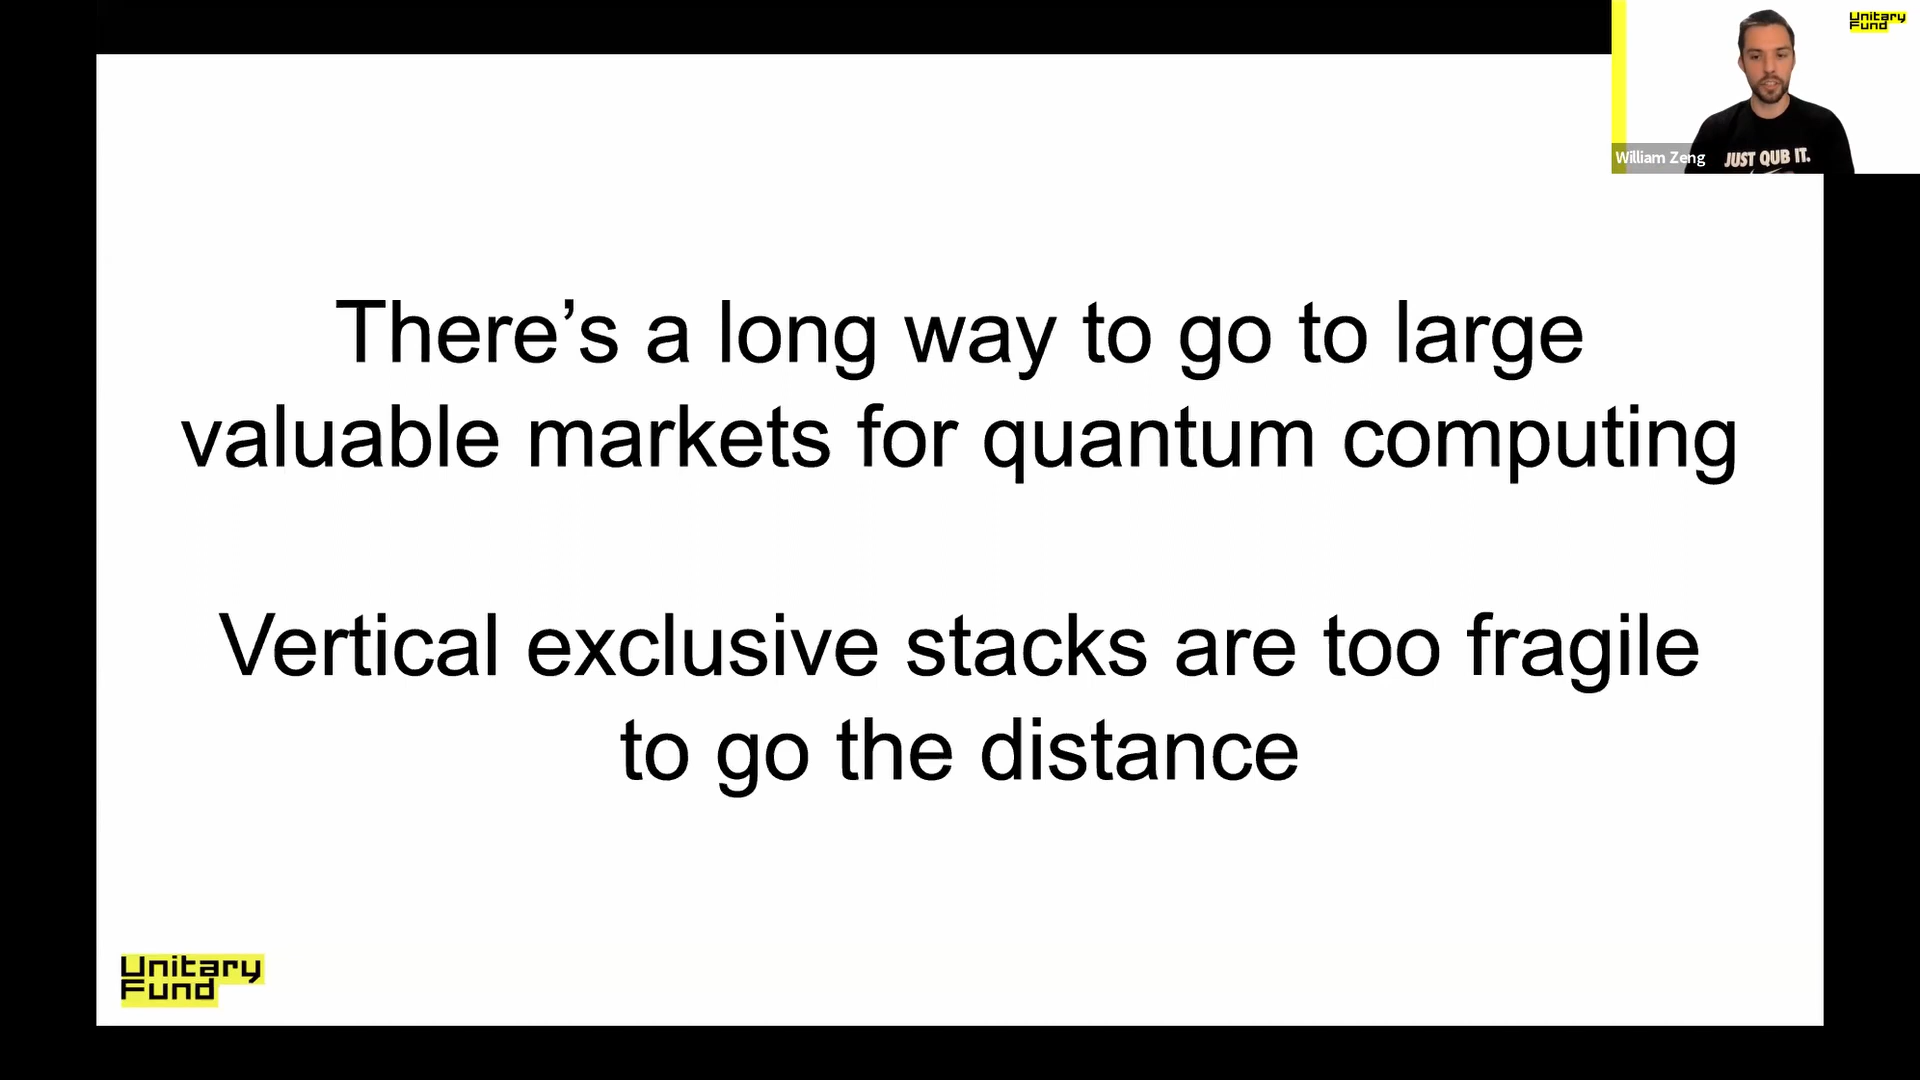 Unitary
Fund
William Zeng
JUST QUB IT.
There’s a long way to go to large
valuable markets for quantum computing
Vertical exclusive stacks are too fragile
to go the distance
Unitary
Fund